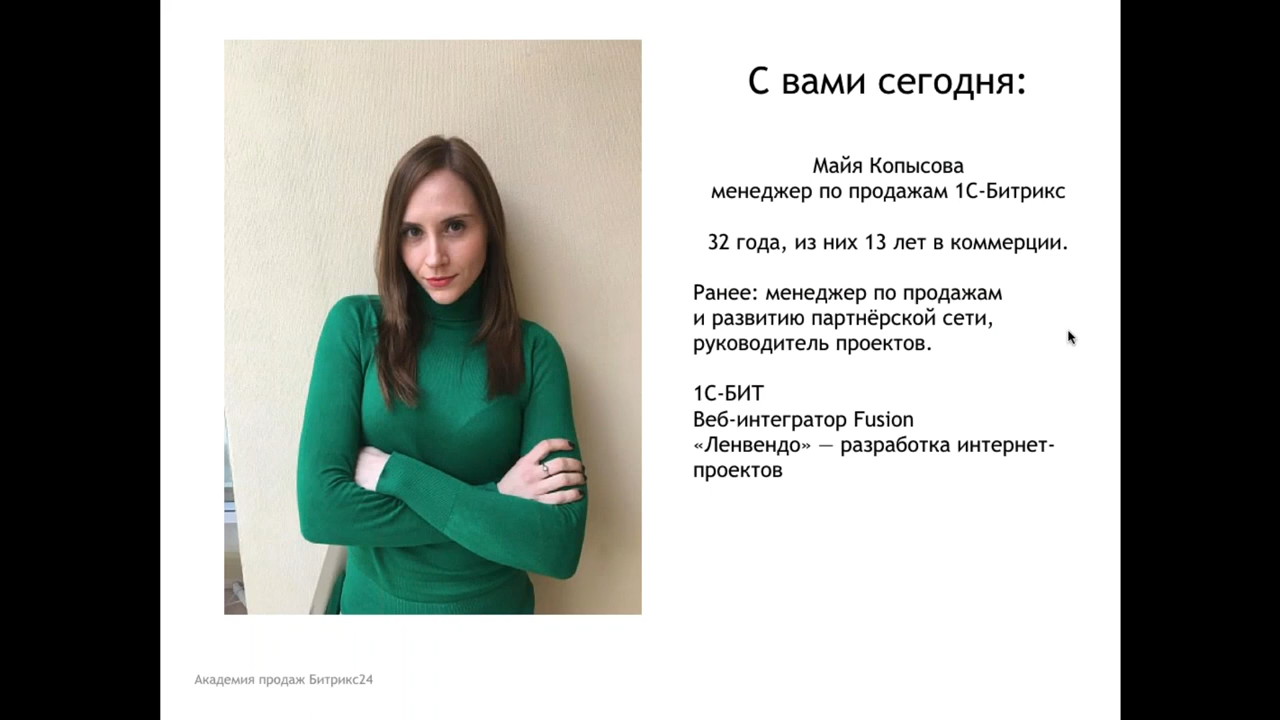 С вами сегодня:
Майя Копысова
менеджер по продажам 1С-Битрикс
32 года, из них 13 лет в коммерции.
Ранее: менеджер по продажам
и развитию партнёрской сети,
руководитель проектов.
1С-БИТ
Веб-интегратор Fusion
«Ленвендо» — разработка интернет-
проектов
Академия продаж Битрикс24